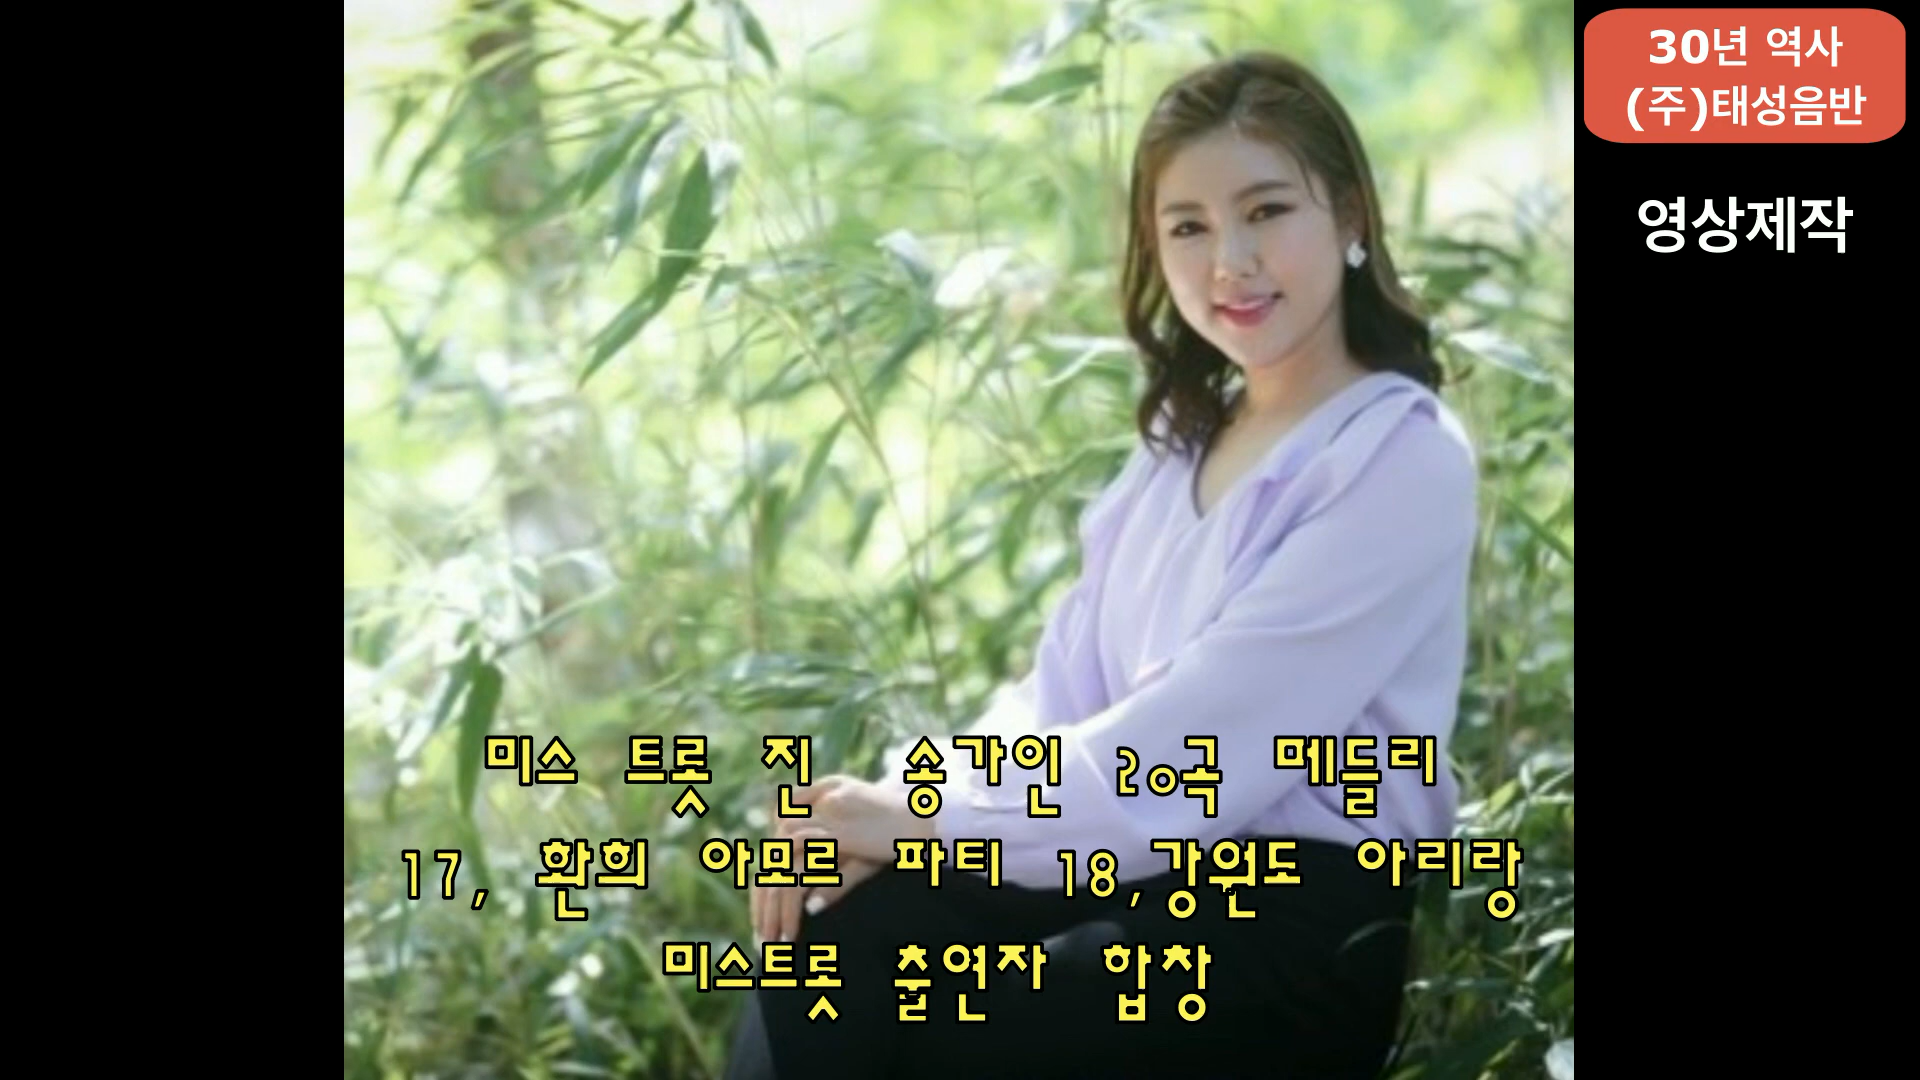 30년 역사
(주)태성음반
영상제작
미스 트롯 진 송가인 20곡 메들리
17, 환희 아모르 파티 18,강원도 아리랑
미스트롯 출연자 합창